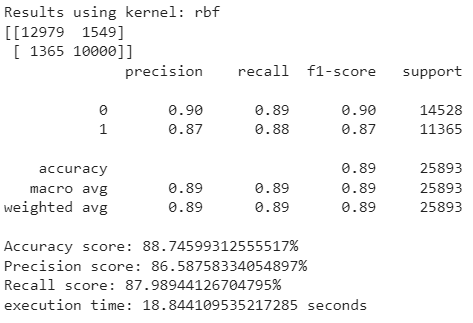 Results using kernel: rbf
[[12979  1549]
 [ 1365 10000]]
              precision    recall  f1-score   support

           0       0.90      0.89      0.90     14528
           1       0.87      0.88      0.87     11365

    accuracy                           0.89     25893
   macro avg       0.89      0.89      0.89     25893
weighted avg       0.89      0.89      0.89     25893

Accuracy score: 88.74599312555517%
Precision score: 86.58758334054897%
Recall score: 87.98944126704795%
execution time: 18.844109535217285 seconds